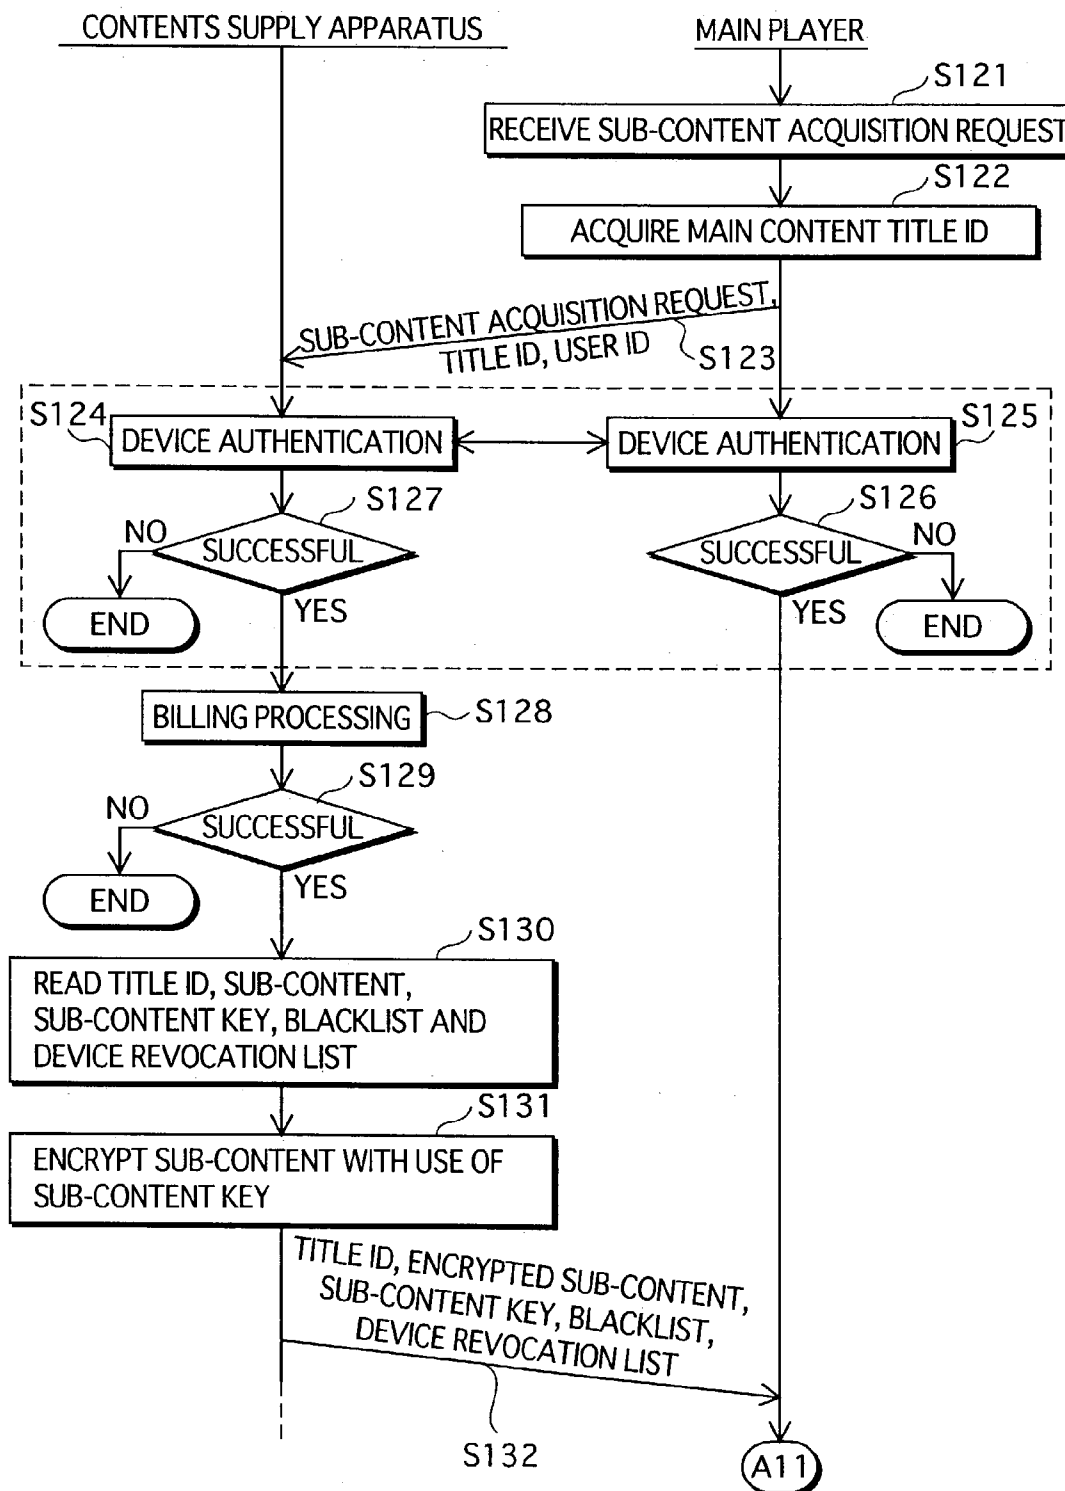 CONTENTS SUPPLY APPARATUS
MAIN PLAYER
S121
RECEIVE SUB-CONTENT ACQUISITION REQUEST
S122
ACQUIRE MAIN CONTENT TITLE ID
SUB-CONTENT ACQUISITION REQUEST,
TITLE ID, USER ID
S123
S124
DEVICE AUTHENTICATION
DEVICE AUTHENTICATION
S125
S127
S126
NO
SUCCESSFUL
SUCCESSFUL
NO
YES
YES
END
END
BILLING PROCESSING
S128
S129
NO
SUCCESSFUL
YES
END
S130
READ TITLE ID, SUB-CONTENT,
SUB-CONTENT KEY, BLACKLIST AND
DEVICE REVOCATION LIST
S131
ENCRYPT SUB-CONTENT WITH USE OF
SUB-CONTENT KEY
TITLE ID, ENCRYPTED SUB-CONTENT,
SUB-CONTENT KEY, BLACKLIST,
DEVICE REVOCATION LIST
S132
A11